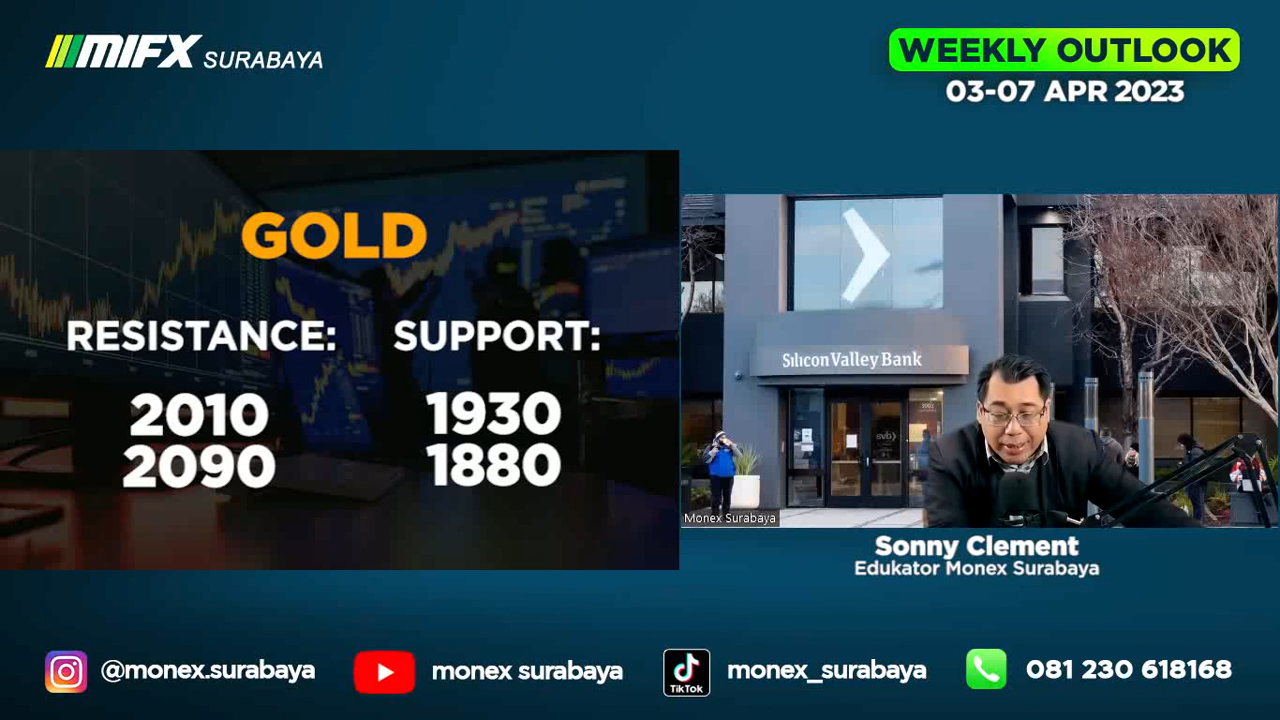 MIFX SURABAYA
WEEKLY OUTLOOK
03-07 APR 2023
GOLD
RESISTANCE:
SUPPORT:
2010
2090
1930
1880
Silicon Valley Bank
Monex Surabaya
Sonny Clement
Edukator Monex Surabaya
@monex.surabaya
monex surabaya
TikTok
monex_surabaya
081 230 618168